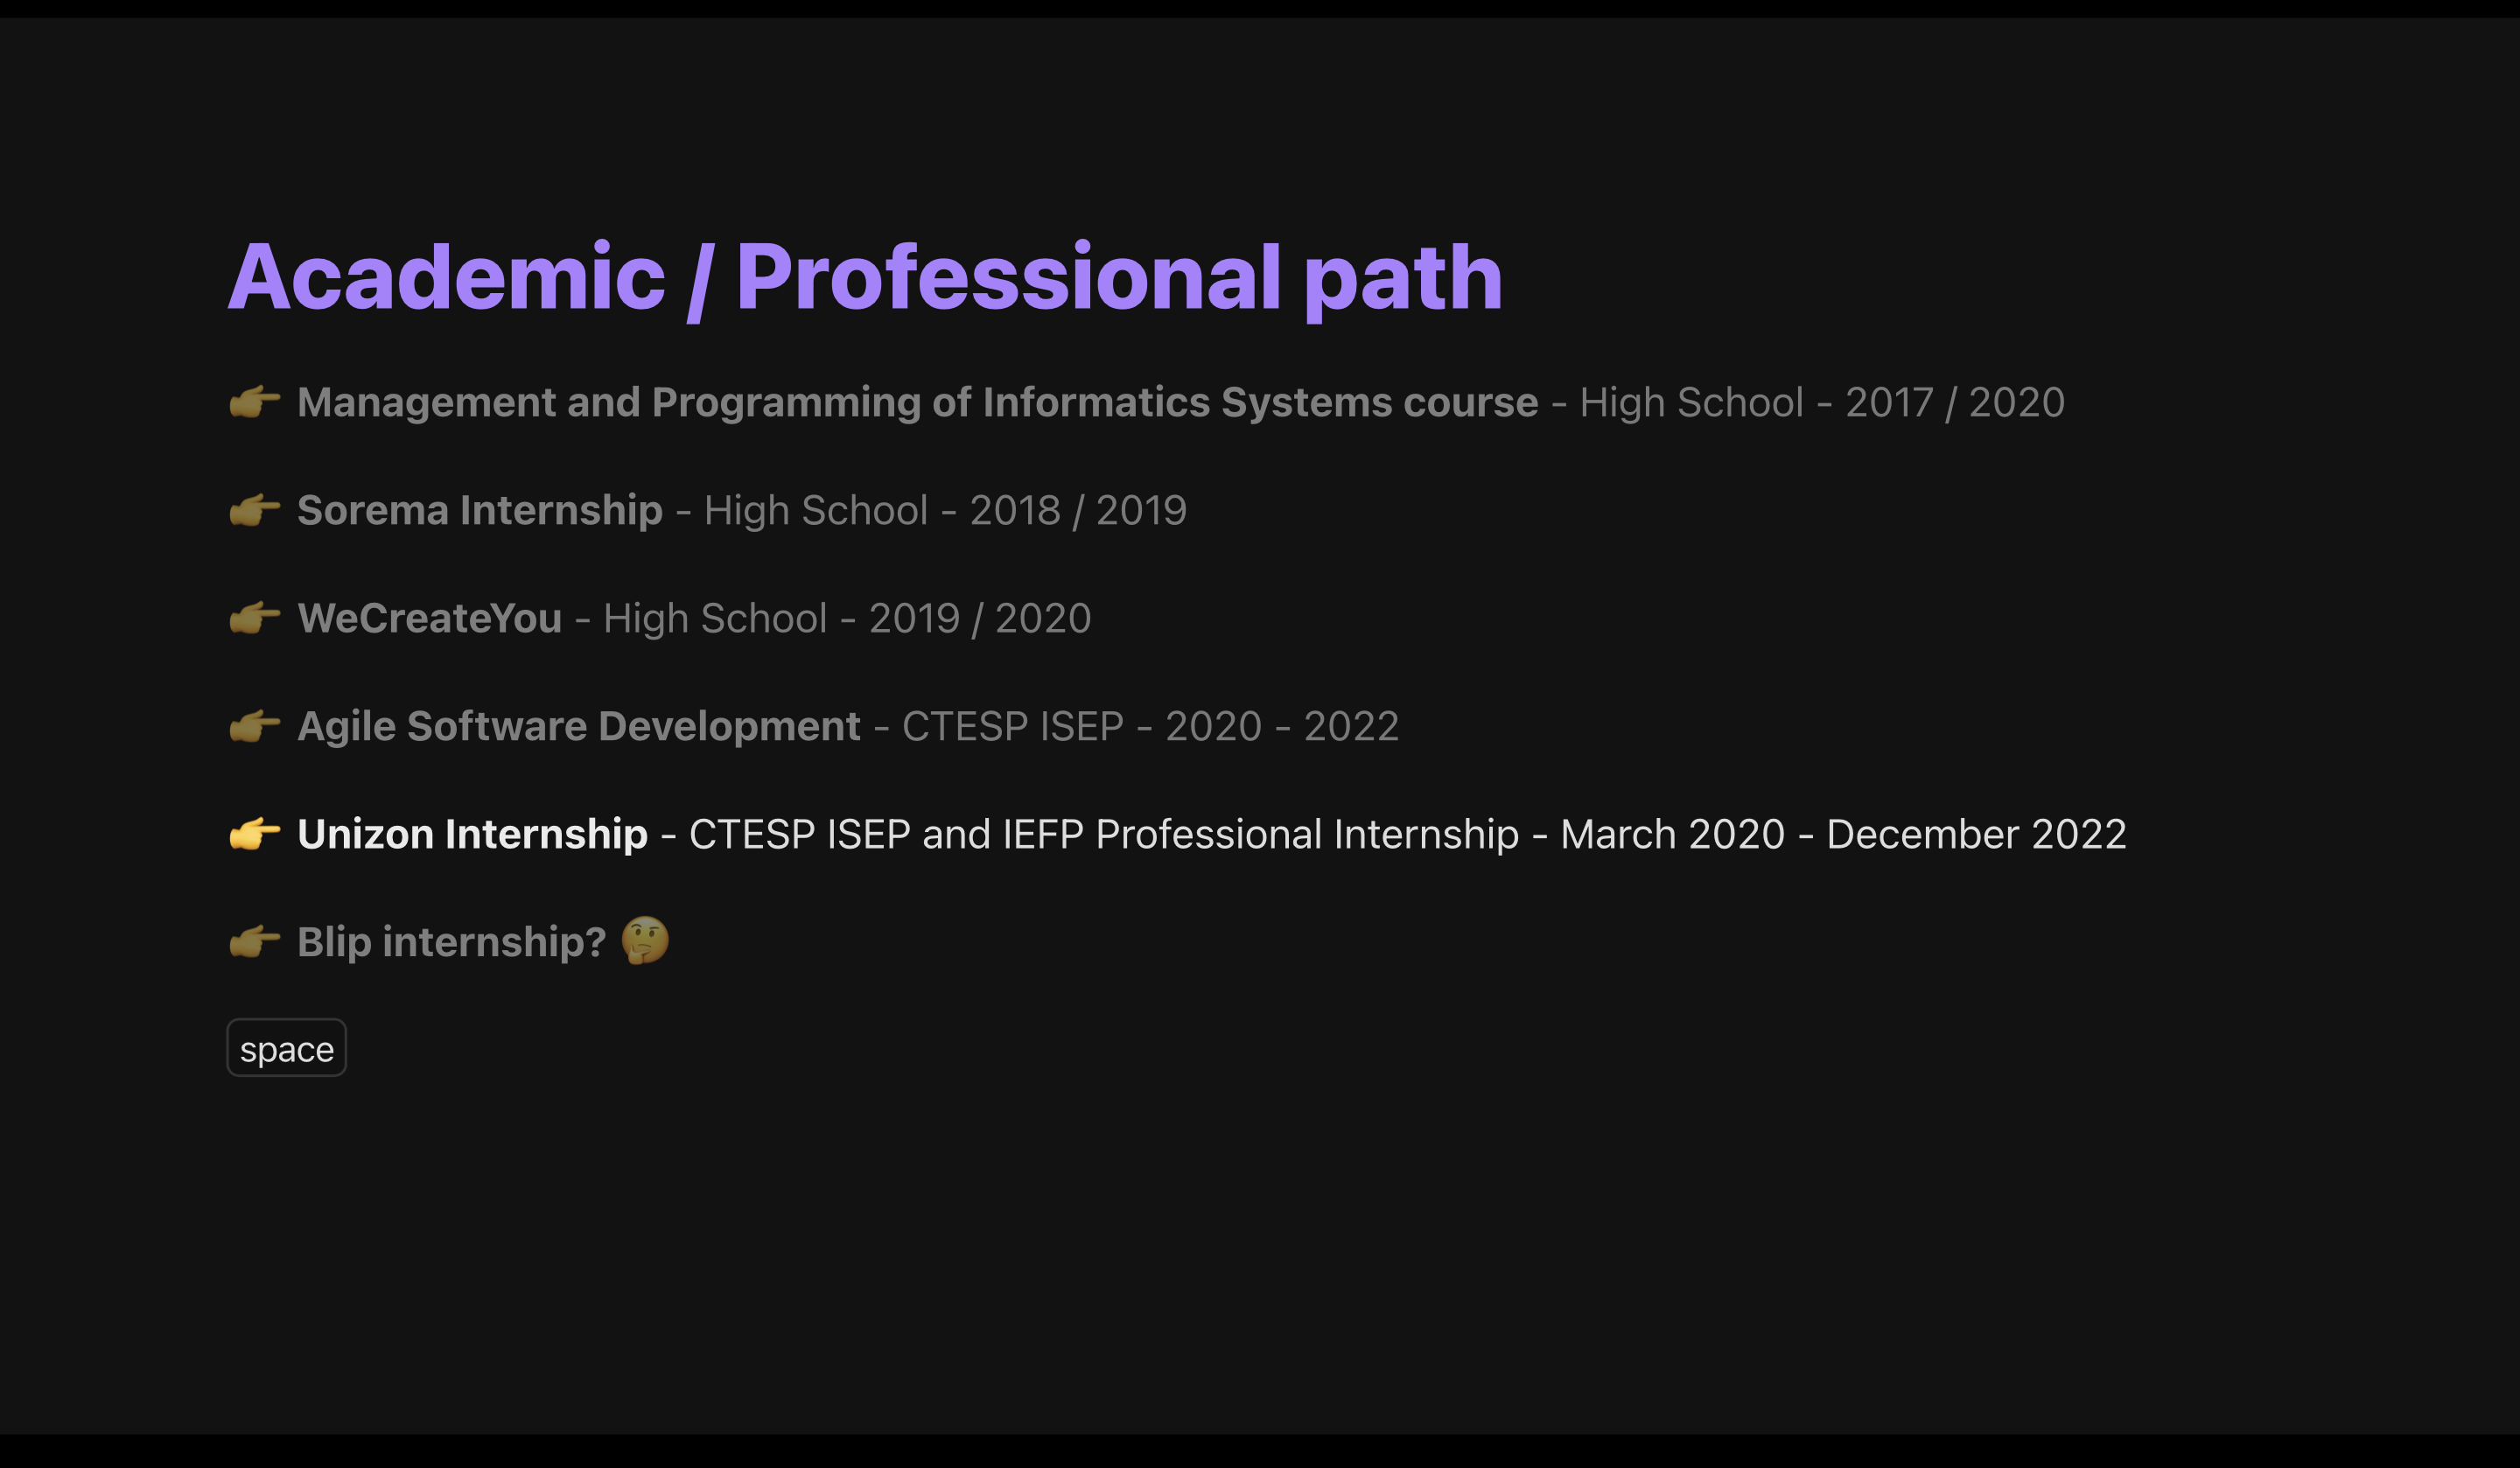 Academic / Professional path
👉 Management and Programming of Informatics Systems course - High School - 2017 / 2020
👉 Sorema Internship - High School - 2018 / 2019
👉 WeCreateYou - High School - 2019 / 2020
👉 Agile Software Development - CTESP ISEP - 2020 - 2022
👉 Unizon Internship - CTESP ISEP and IEFP Professional Internship - March 2020 - December 2022
👉 Blip internship? 🤔
space